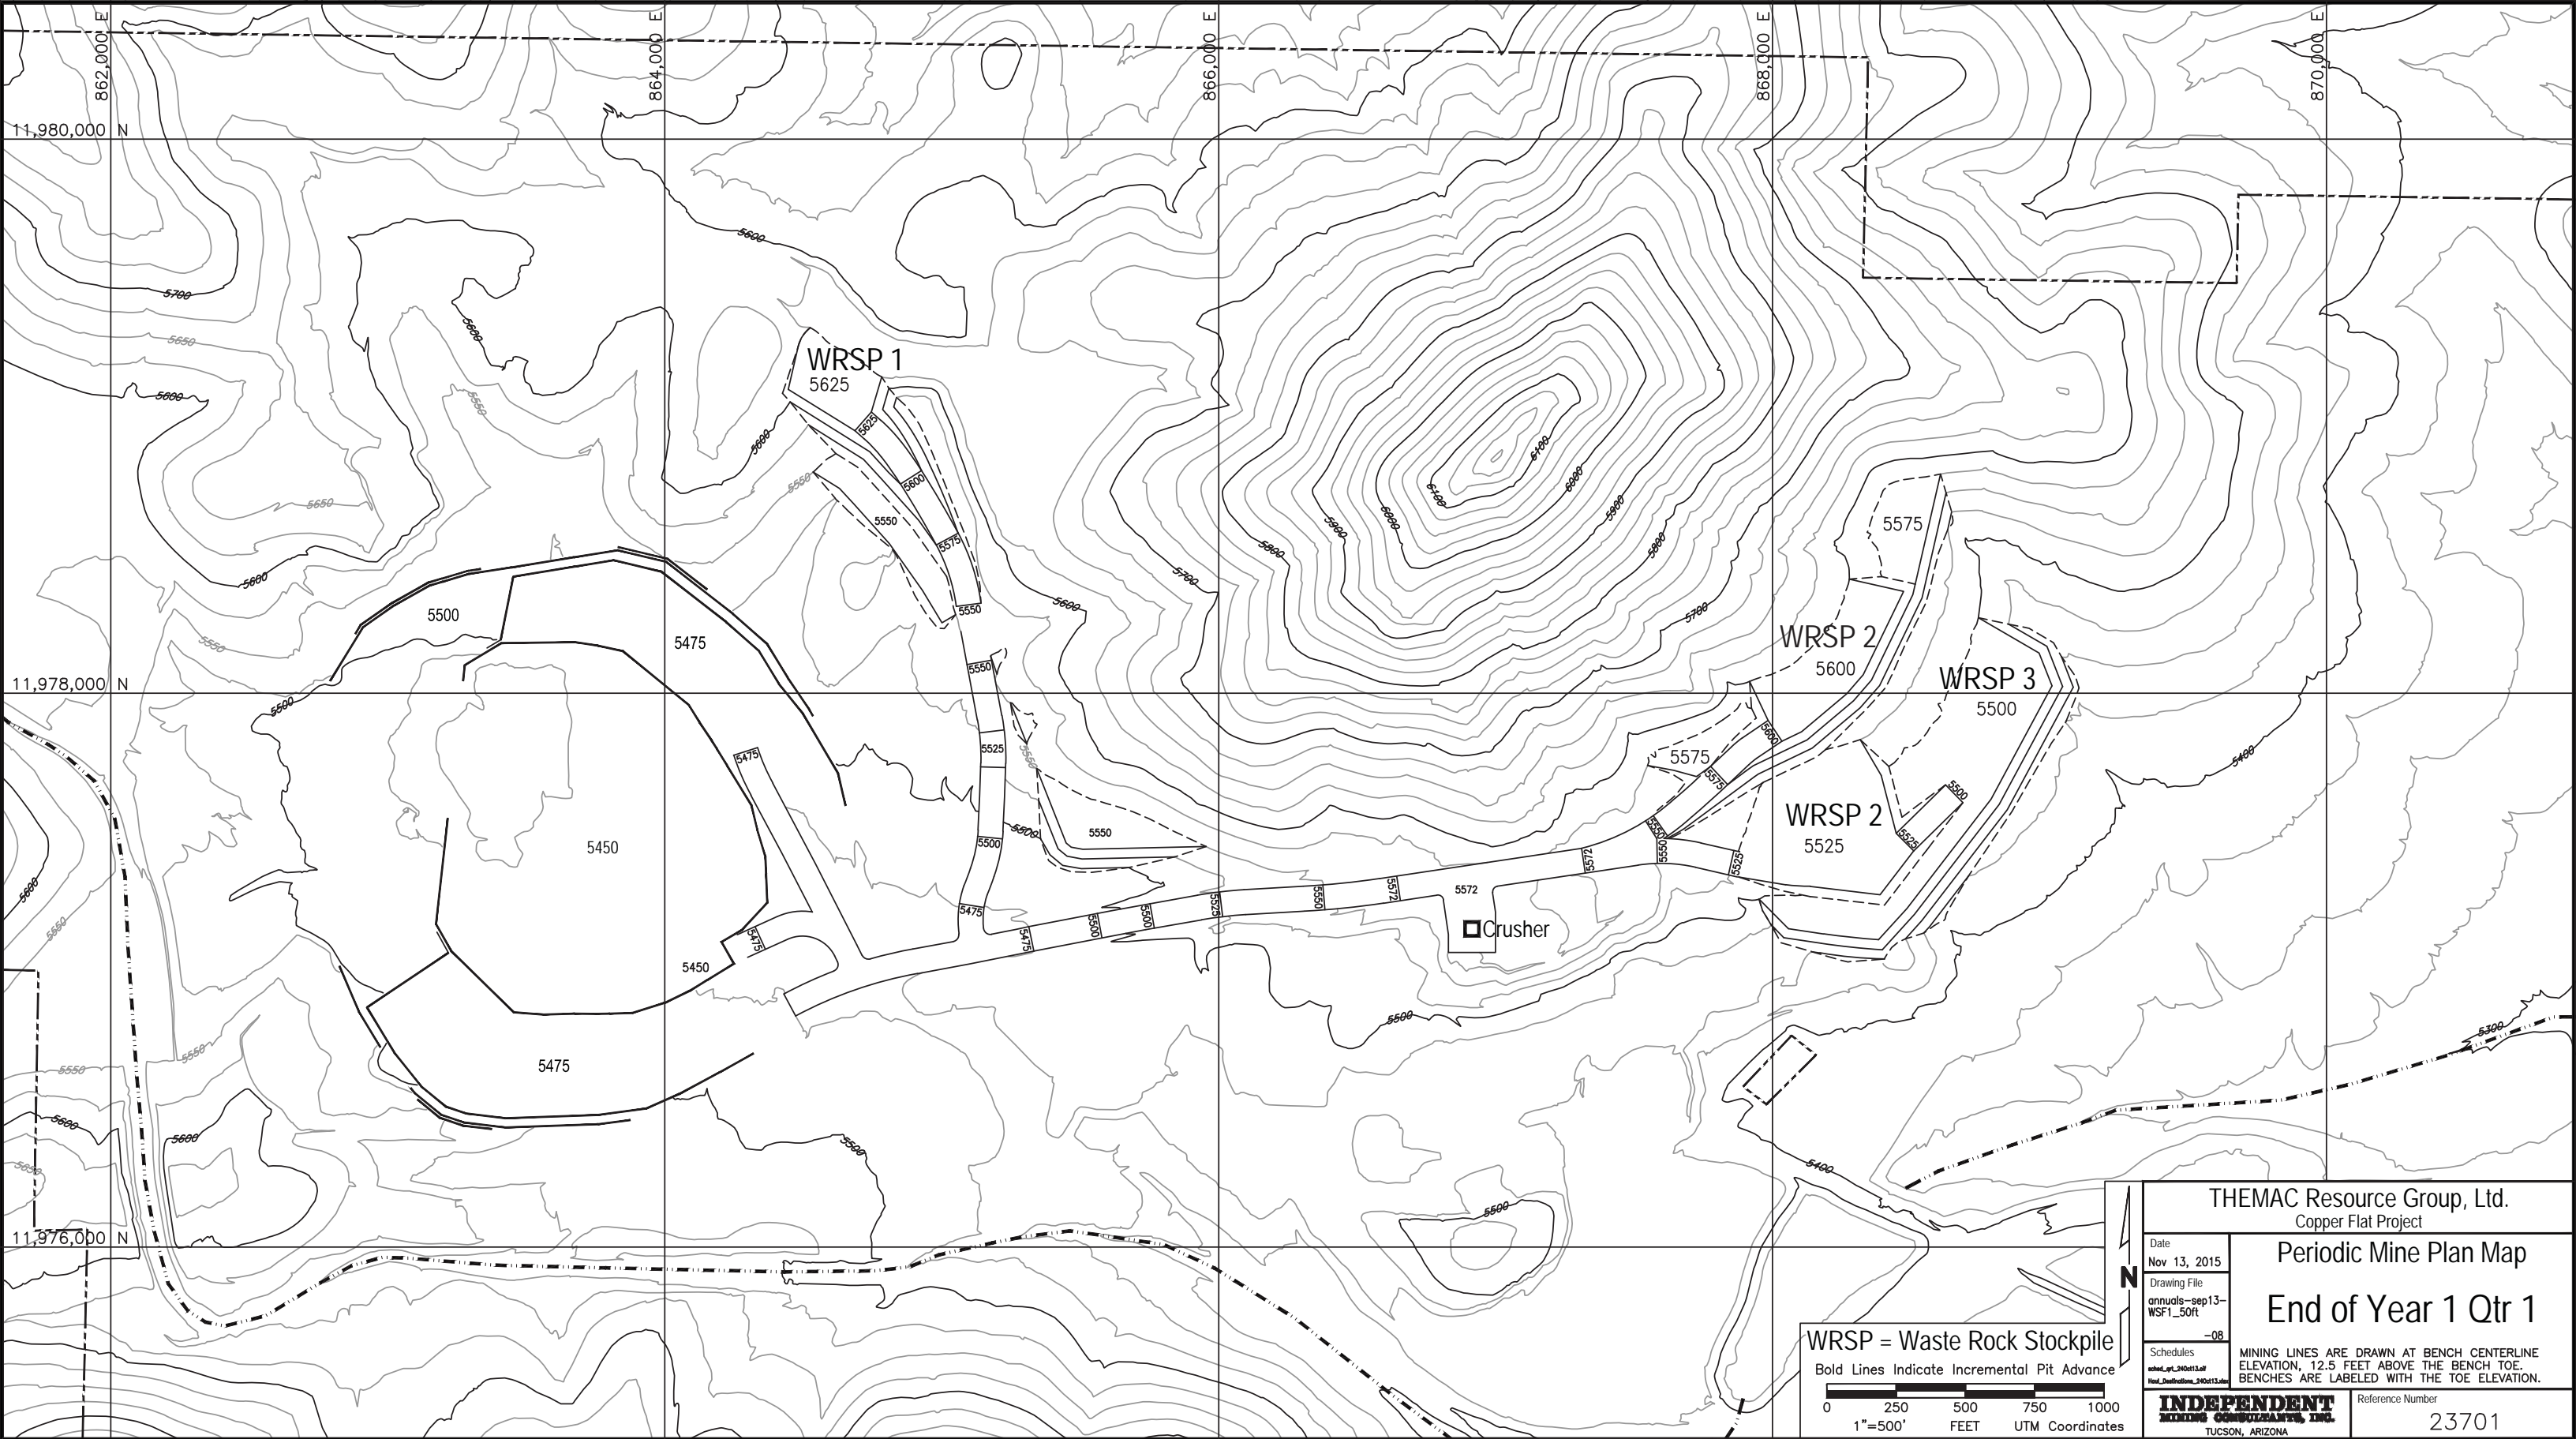 862,000 E
864,000 E
866,000 E
868,000 E
870,000 E
11,980,000 N
5600
5700
5600
5650
WRSP 1
5625
5600
5550
5625
5600
6100
5600
5550
6100
6000
5600
5650
5900
6000
5900
5575
5550
5575
5800
5800
5700
5600
5550
5600
5700
5500
5475
5550
WRSP 2
5600
5550
WRSP 3
5500
11,978,000 N
5500
5525
5550
5600
5575
5575
5400
5475
5500
5450
5500
5500
5550
5550
5550
5525
WRSP 2
5525
5525
5600
5550
5475
5572
5572
5572
5550
5525
5500
5500
5475
5475
Crusher
5450
5500
5300
5550
5550
5475
5600
5600
5500
5650
5400
5500
11,976,000 N
N
WRSP = Waste Rock Stockpile
Bold Lines Indicate Incremental Pit Advance
0 250 500 750 1000
1"=500' FEET UTM Coordinates
THEMAC Resource Group, Ltd.
Copper Flat Project
Date
Nov 13, 2015
Drawing File
annuals-sep13-
WSF1_50ft
-08
Schedules
Periodic Mine Plan Map
End of Year 1 Qtr 1
MINING LINES ARE DRAWN AT BENCH CENTERLINE
ELEVATION, 12.5 FEET ABOVE THE BENCH TOE.
BENCHES ARE LABELED WITH THE TOE ELEVATION.
INDEPENDENT
MINING CONSULTANTS, INC.
TUCSON, ARIZONA
Reference Number
23701